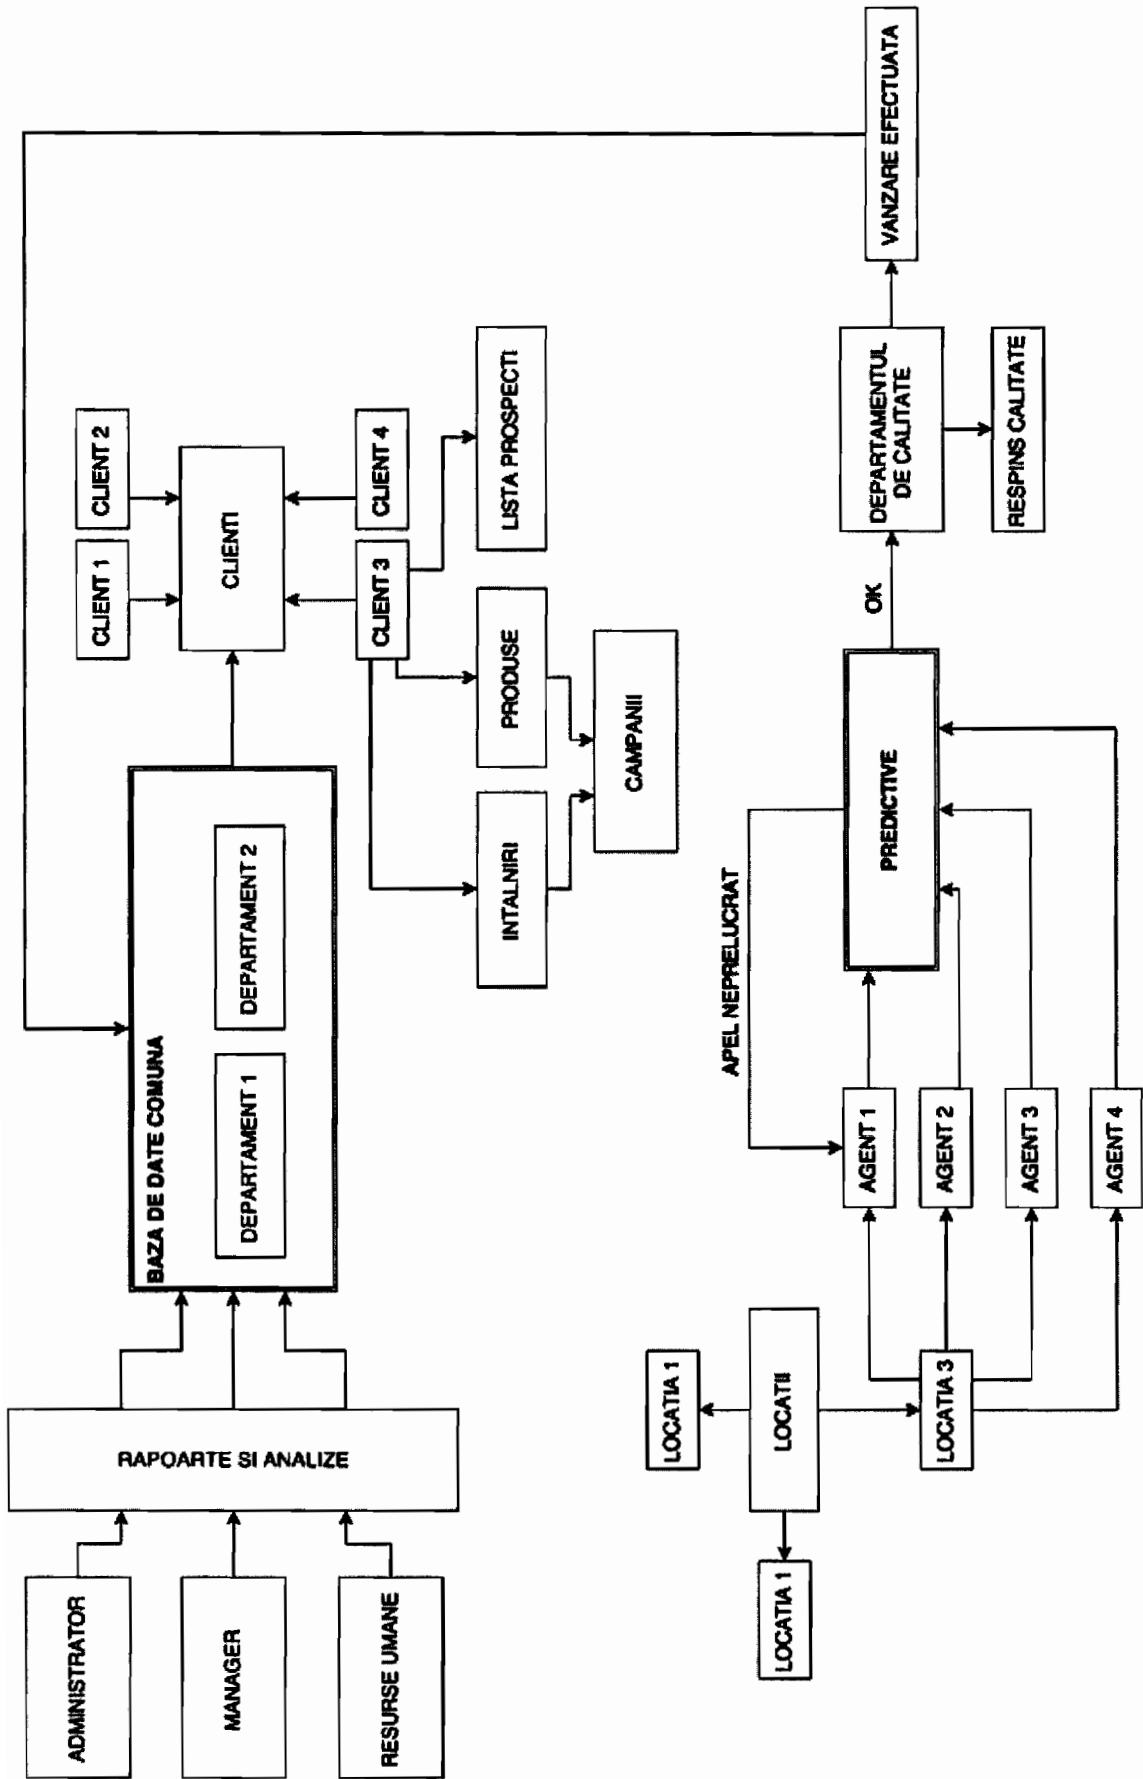 ADMINISTRATOR
MANAGER
RESURSE UMANE
RAPOARTE SI ANALIZE
BAZA DE DATE COMUNA
DEPARTAMENT 1
DEPARTAMENT 2
CLIENT 1
CLIENT 2
CLIENTI
CLIENT 3
CLIENT 4
INTALNIRI
PRODUSE
LISTA PROSPECTI
CAMPANII
LOCATIA 1
LOCATII
LOCATIA 1
LOCATIA 3
AGENT 1
AGENT 2
AGENT 3
AGENT 4
APEL NEPRELUCRAT
PREDICTIVE
OK
DEPARTAMENTUL
DE CALITATE
RESPINS CALITATE
VANZARE EFECTUATA